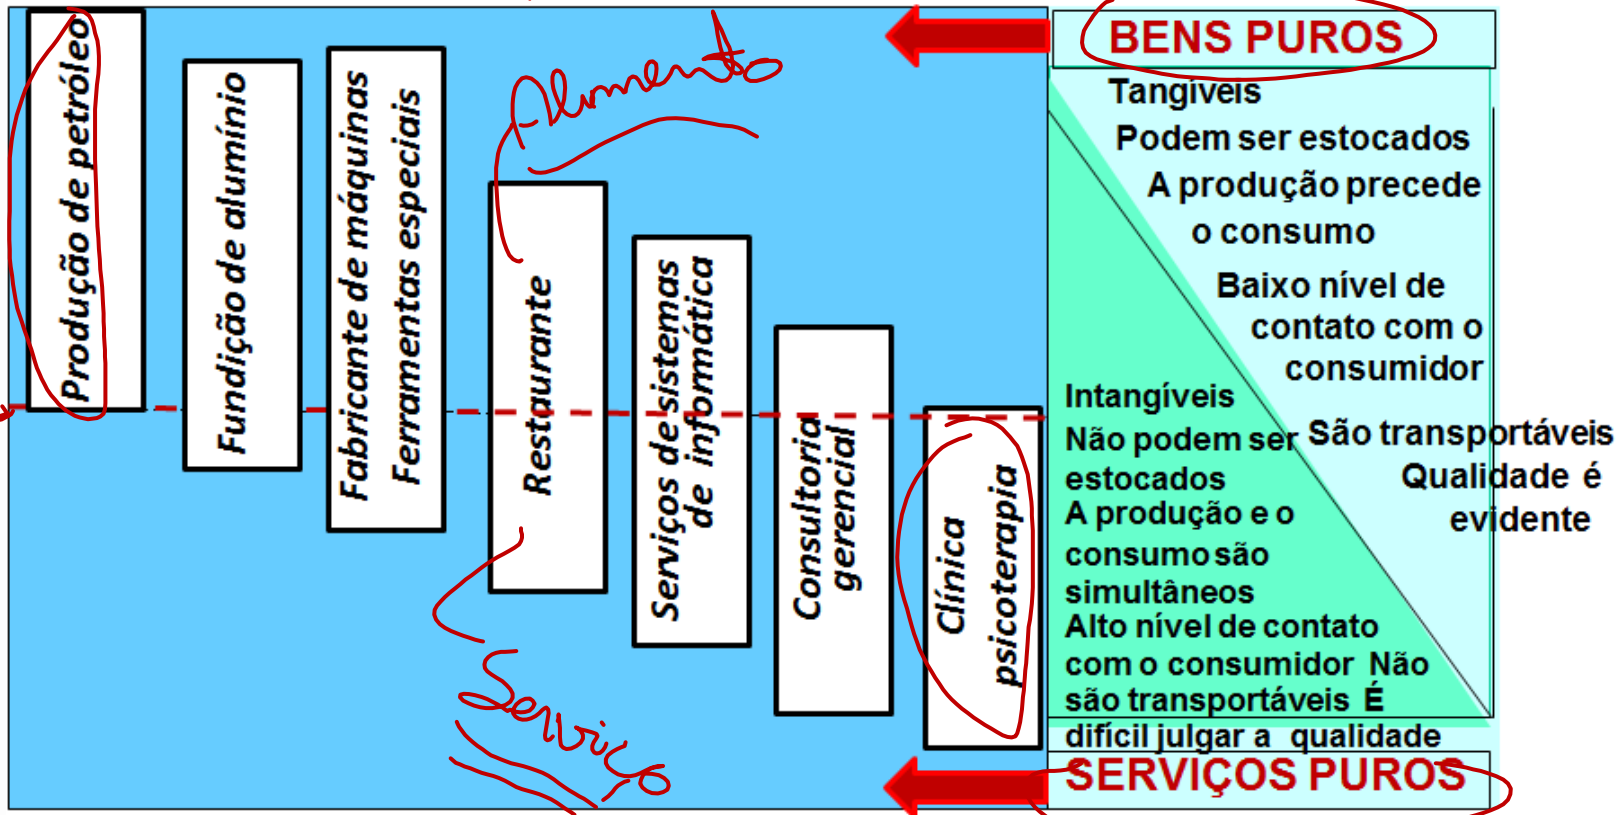 Produção de petróleo
Fundição de alumínio
Fabricante de máquinas
Ferramentas especiais
Alimento
Restaurante
Serviço
Serviços de sistemas
de infomática
Consultoria
gerencial
Clínica
psicoterapia
BENS PUROS
Tangíveis
Podem ser estocados
A produção precede
o consumo
Baixo nível de
contato com o
consumidor
São transportáveis
Qualidade é
evidente
Intangíveis
Não podem ser
estocados
A produção e o
consumo são
simultâneos
Alto nível de contato
com o consumidor Não
são transportáveis É
difícil julgar a qualidade
SERVIÇOS PUROS